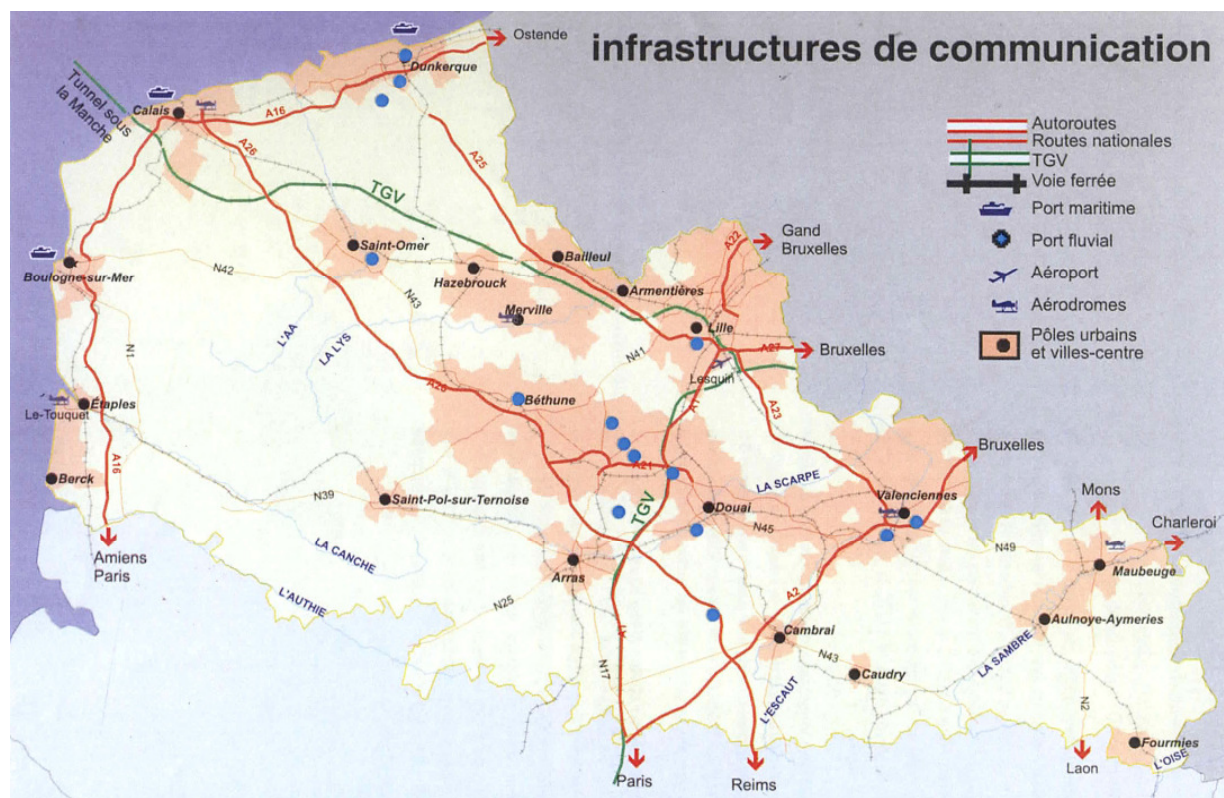 infrastructures de communication
Ostende
Dunkerque
Tunnel sous
la Manche
Calais
A16
A26
A25
TGV
Autoroutes
Routes nationales
TGV
Voie ferrée
Port maritime
Port fluvial
Aéroport
Aérodromes
Pôles urbains
et villes-centre
Gand
Bruxelles
A22
Saint-Omer
Bailleul
Boulogne-sur-Mer
N42
Hazebrouck
N43
Armentières
Merville
Lille
L'AA
LA LYS
N1
N41
A27
Bruxelles
Lesquin
A26
Béthune
A1
A23
Étaples
Le-Touquet
Bruxelles
A16
Berck
A21
LA SCARPE
Valenciennes
Mons
N39
Saint-Pol-sur-Ternoise
TGV
Douai
N45
Charleroi
Amiens
Paris
LA CANCHE
N49
Maubeuge
Arras
L'AUTHIE
N25
A2
A1
Cambrai
Aulnoye-Aymeries
N17
N43
Caudry
LA SAMBRE
L'ESCAUT
N2
Fournies
L'OISE
Paris
Reims
Laon